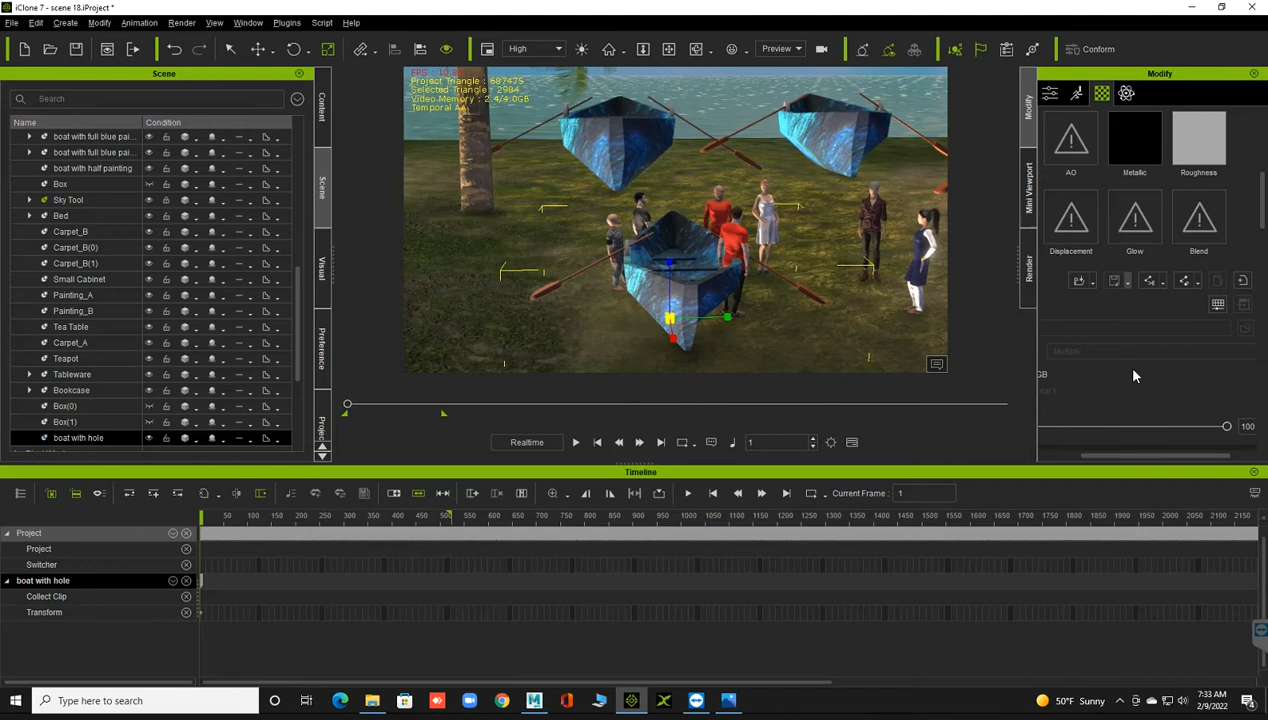 iClone 7 - scene 18.iProject *
File Edit Create Modify Animation Render View Window Plugins Script Help
High Preview Conform
Scene
Search
Name Condition
boat with full blue pai...
boat with full blue pai...
boat with half painting
Box
Sky Tool
Bed
Carpet_B
Carpet_B(0)
Carpet_B(1)
Small Cabinet
Painting_A
Painting_B
Tea Table
Carpet_A
Teapot
Tableware
Bookcase
Box(0)
Box(1)
boat with hole
Content
Scene
Visual
Preference
Project Triangle : 687475
Selected Triangle : 2984
Video Memory : 2.4/4.0GB
Temporal AA
Modify
Mini Viewport
Render
Modify
AO Metallic Roughness
Displacement Glow Blend
Multiply
GB
100
Realtime 1
Timeline
Current Frame : 1
50 100 150 200 250 300 350 400 450 500 550 600 650 700 750 800 850 900 950 1000 1050 1100 1150 1200 1250 1300 1350 1400 1450 1500 1550 1600 1650 1700 1750 1800 1850 1900 1950 2000 2050 2100 2150
Project
Project
Switcher
boat with hole
Collect Clip
Transform
Type here to search
50°F Sunny
7:33 AM
2/9/2022
4